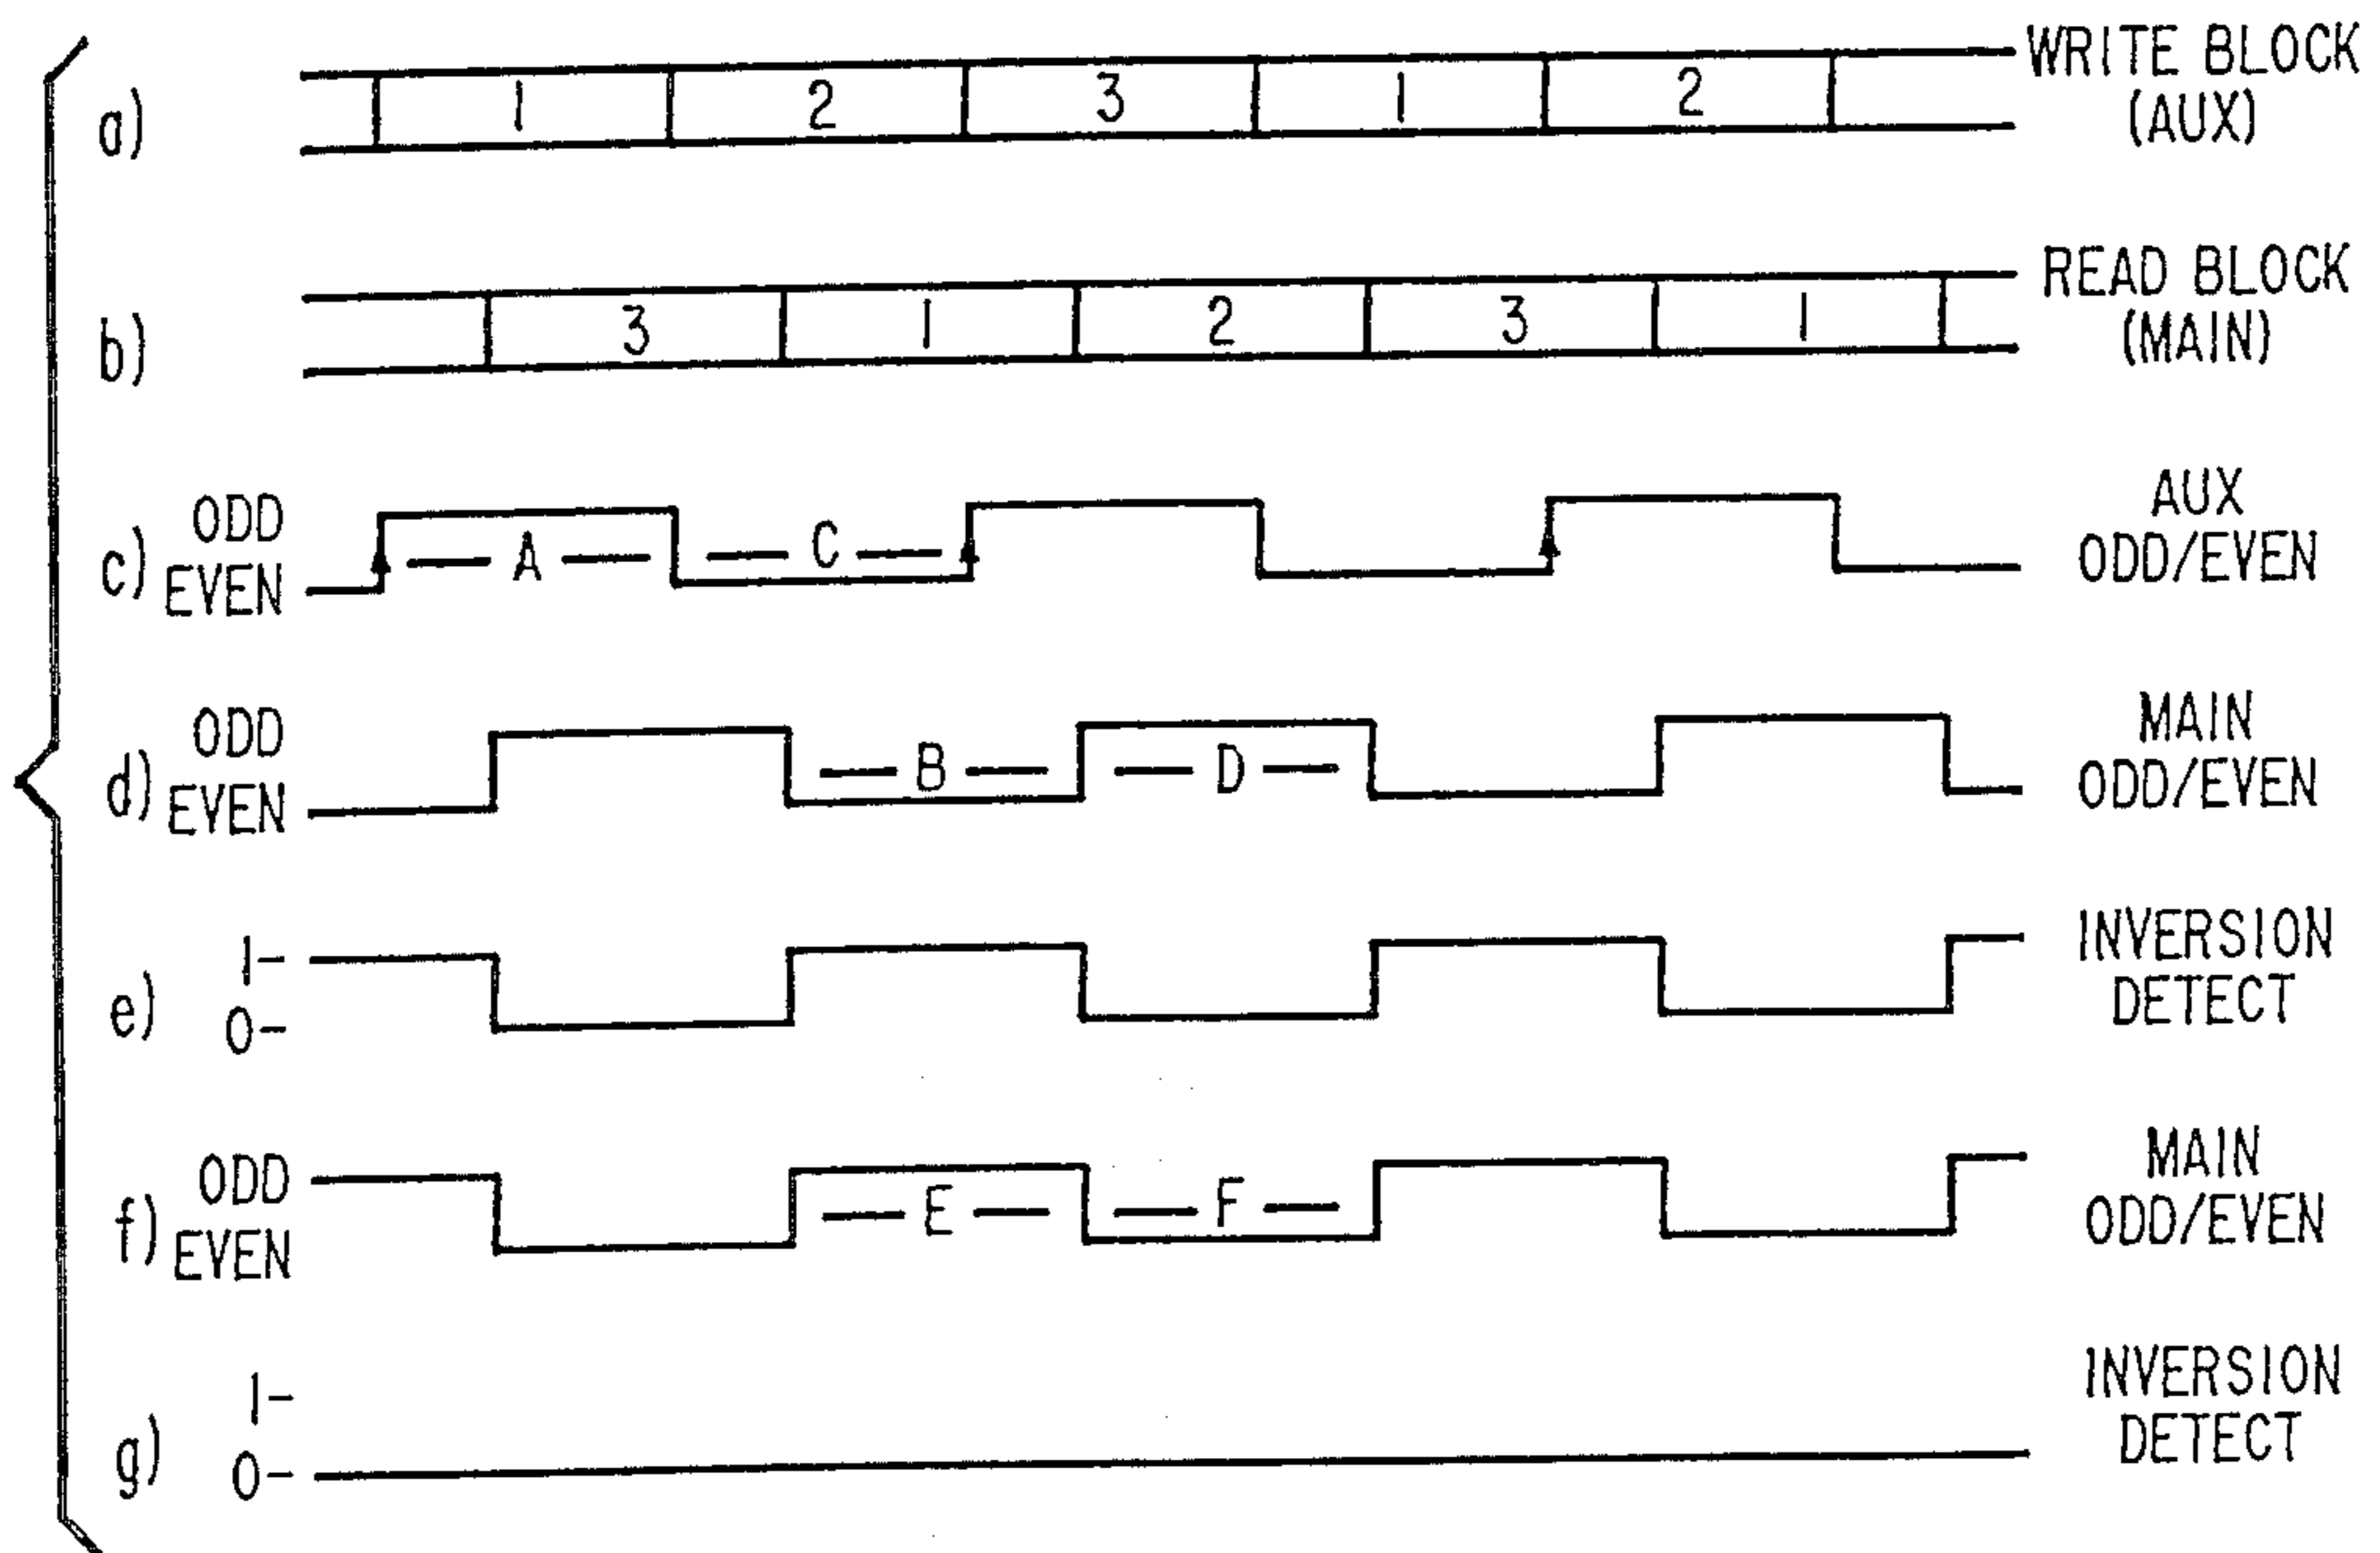 a) 1 2 3 1 2 WRITE BLOCK
(AUX)
b) 3 1 2 3 1 READ BLOCK
(MAIN)
c) ODD A C AUX
EVEN ODD/EVEN
d) ODD B D MAIN
EVEN ODD/EVEN
e) 1- INVERSION
0- DETECT
f) ODD E F MAIN
EVEN ODD/EVEN
g) 1- INVERSION
0- DETECT